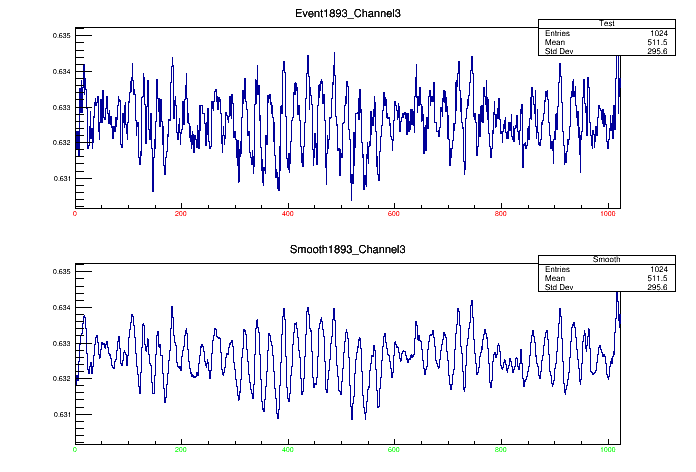 Event1893_Channel3
Test
Entries 1024
Mean 511.5
Std Dev 295.6
0.635
0.634
0.633
0.632
0.631
0 200 400 600 800 1000
Smooth1893_Channel3
Smooth
Entries 1024
Mean 511.5
Std Dev 295.6
0.635
0.634
0.633
0.632
0.631
0 200 400 600 800 1000